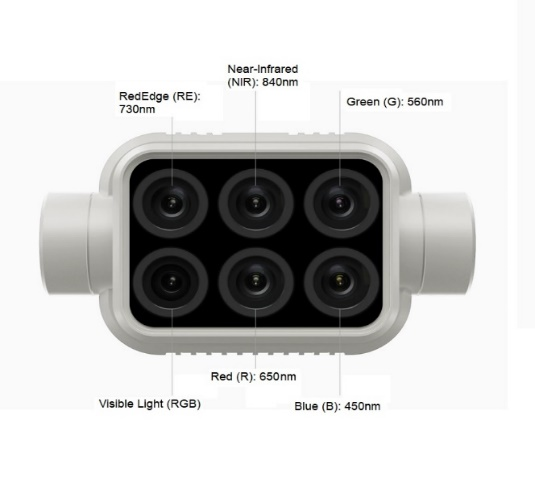 Near-Infrared
(NIR): 840nm
RedEdge (RE):
730nm
Green (G): 560nm
Red (R): 650nm
Visible Light (RGB)
Blue (B): 450nm